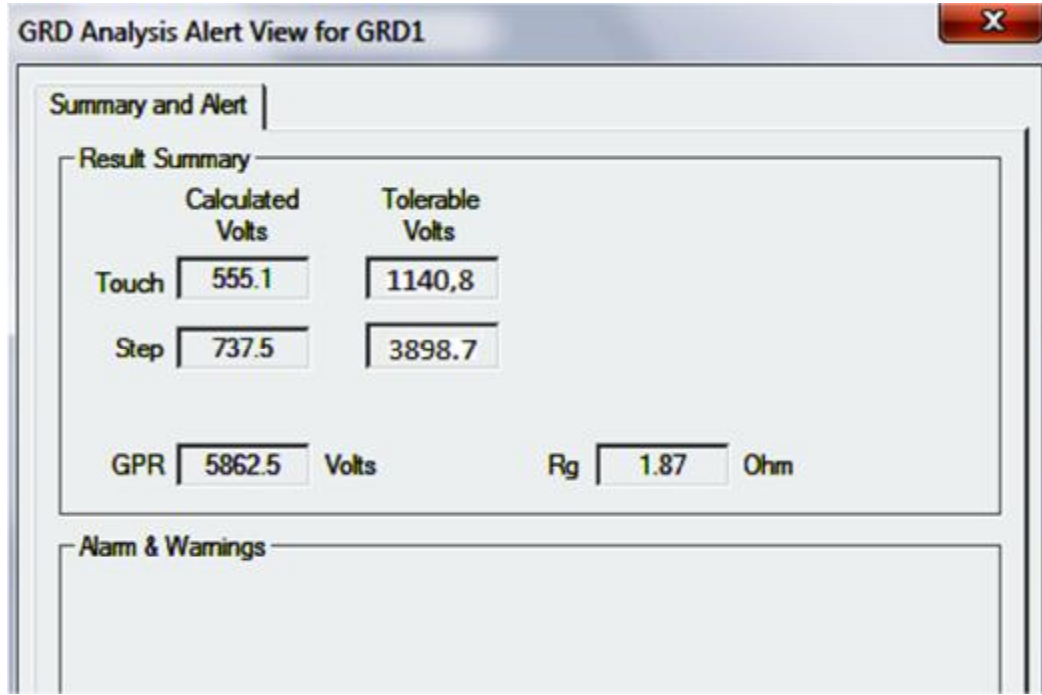 GRD Analysis Alert View for GRD1
X
Summary and Alert
Result Summary
Calculated Volts
Tolerable Volts
Touch 555.1 1140,8
Step 737.5 3898.7
GPR 5862.5 Volts Rg 1.87 Ohm
Alarm & Warnings